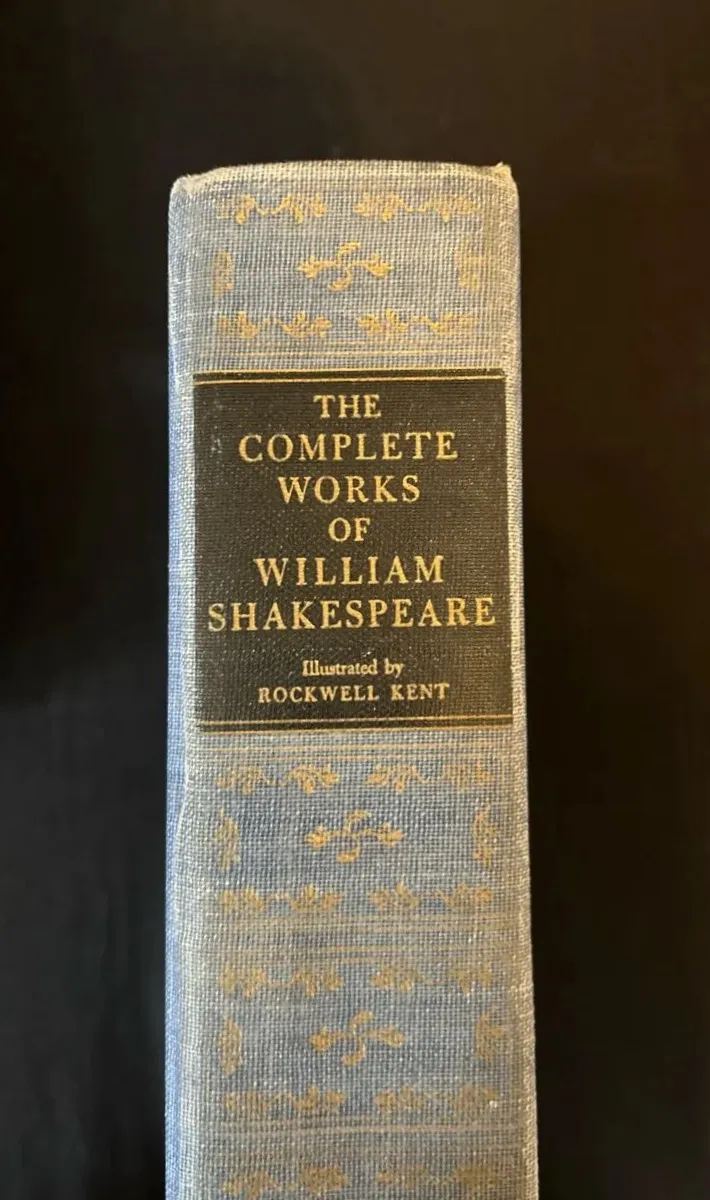 THE
COMPLETE
WORKS
OF
WILLIAM
SHAKESPEARE
Illustrated by
ROCKWELL KENT